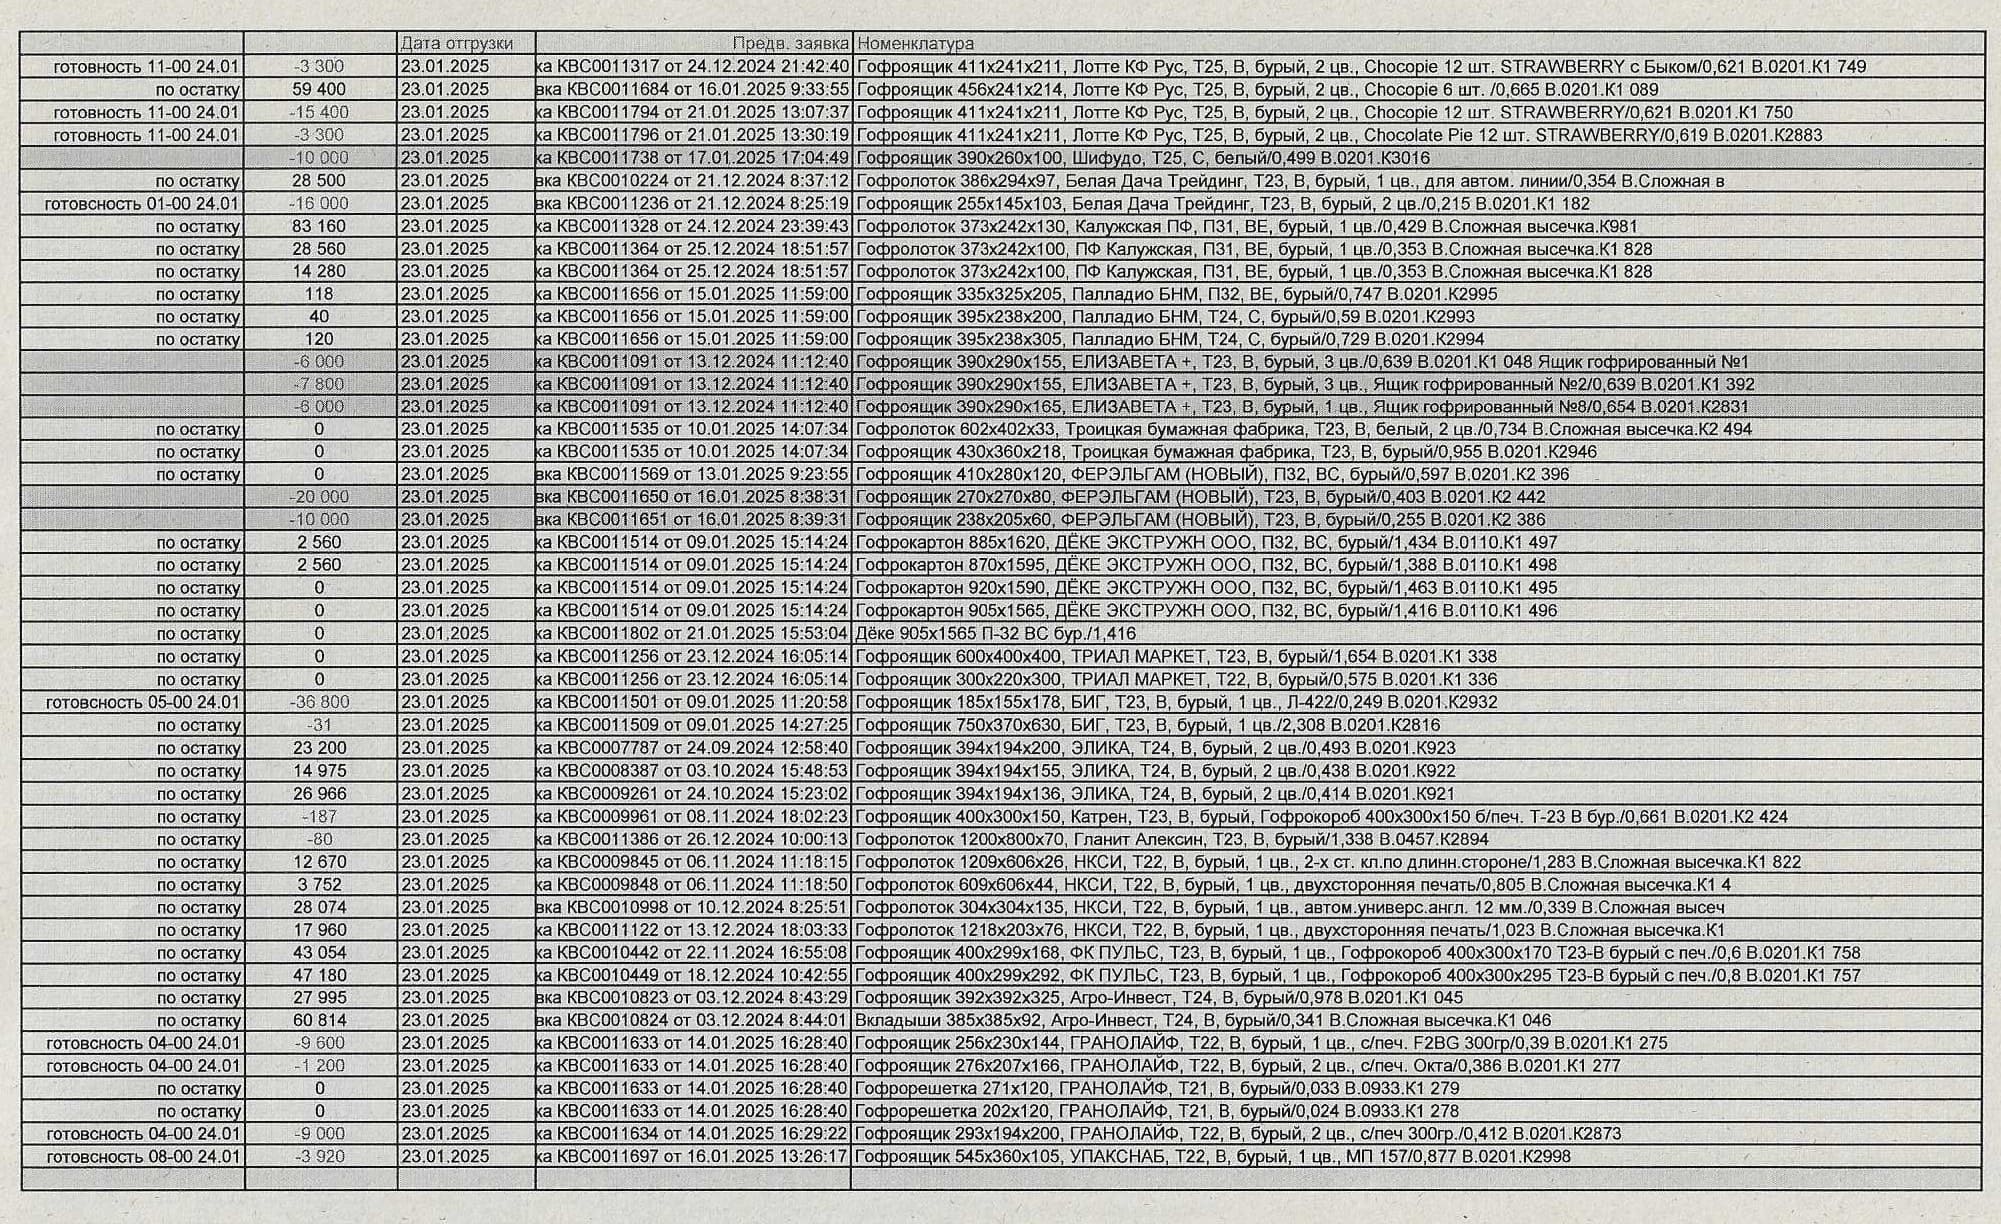 Дата отгрузки Предв. заявка Номенклатура
готовность 11-00 24.01 -3 300 23.01.2025 ка КВС0011317 от 24.12.2024 21:42:40 Гофроящик 411х241х211, Лотте КФ Рус, Т25, В, бурый, 2 цв., Chocopie 12 шт. STRAWBERRY с Быком/0,621 В.0201.К1 749
по остатку 59 400 23.01.2025 вка КВС0011684 от 16.01.2025 9:33:55 Гофроящик 456х241х214, Лотте КФ Рус, Т25, В, бурый, 2 цв., Chocopie 6 шт. /0,665 В.0201.К1 089
готовность 11-00 24.01 -15 400 23.01.2025 ка КВС0011794 от 21.01.2025 13:07:37 Гофроящик 411х241х211, Лотте КФ Рус, Т25, В, бурый, 2 цв., Chocopie 12 шт. STRAWBERRY/0,621 В.0201.К1 750
готовность 11-00 24.01 -3 300 23.01.2025 ка КВС0011796 от 21.01.2025 13:30:19 Гофроящик 411х241х211, Лотте КФ Рус, Т25, В, бурый, 2 цв., Chocolate Pie 12 шт. STRAWBERRY/0,619 В.0201.К2883
-10 000 23.01.2025 ка КВС0011738 от 17.01.2025 17:04:49 Гофроящик 390х260х100, Шифудо, Т25, С, белый/0,499 В.0201.К3016
по остатку 28 500 23.01.2025 вка КВС0010224 от 21.12.2024 8:37:12 Гофролоток 386х294х97, Белая Дача Трейдинг, Т23, В, бурый, 1 цв., для автом. линии/0,354 В.Сложная в
готовсность 01-00 24.01 -16 000 23.01.2025 вка КВС0011236 от 21.12.2024 8:25:19 Гофроящик 255х145х103, Белая Дача Трейдинг, Т23, В, бурый, 2 цв./0,215 В.0201.К1 182
по остатку 83 160 23.01.2025 ка КВС0011328 от 24.12.2024 23:39:43 Гофролоток 373х242х130, Калужская ПФ, П31, ВЕ, бурый, 1 цв./0,429 В.Сложная высечка.К981
по остатку 28 560 23.01.2025 ка КВС0011364 от 25.12.2024 18:51:57 Гофролоток 373х242х100, ПФ Калужская, П31, ВЕ, бурый, 1 цв./0,353 В.Сложная высечка.К1 828
по остатку 14 280 23.01.2025 ка КВС0011364 от 25.12.2024 18:51:57 Гофролоток 373х242х100, ПФ Калужская, П31, ВЕ, бурый, 1 цв./0,353 В.Сложная высечка.К1 828
по остатку 118 23.01.2025 ка КВС0011656 от 15.01.2025 11:59:00 Гофроящик 335х325х205, Палладио БНМ, П32, ВЕ, бурый/0,747 В.0201.К2995
по остатку 40 23.01.2025 ка КВС0011656 от 15.01.2025 11:59:00 Гофроящик 395х238х200, Палладио БНМ, Т24, С, бурый/0,59 В.0201.К2993
по остатку 120 23.01.2025 ка КВС0011656 от 15.01.2025 11:59:00 Гофроящик 395х238х305, Палладио БНМ, Т24, С, бурый/0,729 В.0201.К2994
-6 000 23.01.2025 ка КВС0011091 от 13.12.2024 11:12:40 Гофроящик 390х290х155, ЕЛИЗАВЕТА +, Т23, В, бурый, 3 цв./0,639 В.0201.К1 048 Ящик гофрированный №1
-7 800 23.01.2025 ка КВС0011091 от 13.12.2024 11:12:40 Гофроящик 390х290х155, ЕЛИЗАВЕТА +, Т23, В, бурый, 3 цв., Ящик гофрированный №2/0,639 В.0201.К1 392
-6 000 23.01.2025 ка КВС0011091 от 13.12.2024 11:12:40 Гофроящик 390х290х165, ЕЛИЗАВЕТА +, Т23, В, бурый, 1 цв., Ящик гофрированный №8/0,654 В.0201.К2831
по остатку 0 23.01.2025 ка КВС0011535 от 10.01.2025 14:07:34 Гофролоток 602х402х33, Троицкая бумажная фабрика, Т23, В, белый, 2 цв./0,734 В.Сложная высечка.К2 494
по остатку 0 23.01.2025 ка КВС0011535 от 10.01.2025 14:07:34 Гофроящик 430х360х218, Троицкая бумажная фабрика, Т23, В, бурый/0,955 В.0201.К2946
по остатку 0 23.01.2025 вка КВС0011569 от 13.01.2025 9:23:55 Гофроящик 410х280х120, ФЕРЭЛЬГАМ (НОВЫЙ), П32, ВС, бурый/0,597 В.0201.К2 396
-20 000 23.01.2025 вка КВС0011650 от 16.01.2025 8:38:31 Гофроящик 270х270х80, ФЕРЭЛЬГАМ (НОВЫЙ), Т23, В, бурый/0,403 В.0201.К2 442
-10 000 23.01.2025 вка КВС0011651 от 16.01.2025 8:39:31 Гофроящик 238х205х60, ФЕРЭЛЬГАМ (НОВЫЙ), Т23, В, бурый/0,255 В.0201.К2 386
по остатку 2 560 23.01.2025 ка КВС0011514 от 09.01.2025 15:14:24 Гофрокартон 885х1620, ДЁКЕ ЭКСТРУЖН ООО, П32, ВС, бурый/1,434 В.0110.К1 497
по остатку 2 560 23.01.2025 ка КВС0011514 от 09.01.2025 15:14:24 Гофрокартон 870х1595, ДЁКЕ ЭКСТРУЖН ООО, П32, ВС, бурый/1,388 В.0110.К1 498
по остатку 0 23.01.2025 ка КВС0011514 от 09.01.2025 15:14:24 Гофрокартон 920х1590, ДЁКЕ ЭКСТРУЖН ООО, П32, ВС, бурый/1,463 В.0110.К1 495
по остатку 0 23.01.2025 ка КВС0011514 от 09.01.2025 15:14:24 Гофрокартон 905х1565, ДЁКЕ ЭКСТРУЖН ООО, П32, ВС, бурый/1,416 В.0110.К1 496
по остатку 0 23.01.2025 ка КВС0011802 от 21.01.2025 15:53:04 Дёке 905х1565 П-32 ВС бур./1,416
по остатку 0 23.01.2025 ка КВС0011256 от 23.12.2024 16:05:14 Гофроящик 600х400х400, ТРИАЛ МАРКЕТ, Т23, В, бурый/1,654 В.0201.К1 338
по остатку 0 23.01.2025 ка КВС0011256 от 23.12.2024 16:05:14 Гофроящик 300х220х300, ТРИАЛ МАРКЕТ, Т22, В, бурый/0,575 В.0201.К1 336
готовсность 05-00 24.01 -36 800 23.01.2025 ка КВС0011501 от 09.01.2025 11:20:58 Гофроящик 185х155х178, БИГ, Т23, В, бурый, 1 цв., Л-422/0,249 В.0201.К2932
по остатку -31 23.01.2025 ка КВС0011509 от 09.01.2025 14:27:25 Гофроящик 750х370х630, БИГ, Т23, В, бурый, 1 цв./2,308 В.0201.К2816
по остатку 23 200 23.01.2025 ка КВС0007787 от 24.09.2024 12:58:40 Гофроящик 394х194х200, ЭЛИКА, Т24, В, бурый, 2 цв./0,493 В.0201.К923
по остатку 14 975 23.01.2025 ка КВС0008387 от 03.10.2024 15:48:53 Гофроящик 394х194х155, ЭЛИКА, Т24, В, бурый, 2 цв./0,438 В.0201.К922
по остатку 26 966 23.01.2025 ка КВС0009261 от 24.10.2024 15:23:02 Гофроящик 394х194х136, ЭЛИКА, Т24, В, бурый, 2 цв./0,414 В.0201.К921
по остатку -187 23.01.2025 ка КВС0009961 от 08.11.2024 18:02:23 Гофроящик 400х300х150, Катрен, Т23, В, бурый, Гофрокороб 400х300х150 б/печ. Т-23 В бур./0,661 В.0201.К2 424
по остатку -80 23.01.2025 ка КВС0011386 от 26.12.2024 10:00:13 Гофролоток 1200х800х70, Гланит Алексин, Т23, В, бурый/1,338 В.0457.К2894
по остатку 12 670 23.01.2025 ка КВС0009845 от 06.11.2024 11:18:15 Гофролоток 1209х606х26, НКСИ, Т22, В, бурый, 1 цв., 2-х ст. кл.по длинн.стороне/1,283 В.Сложная высечка.К1 822
по остатку 3 752 23.01.2025 ка КВС0009848 от 06.11.2024 11:18:50 Гофролоток 609х606х44, НКСИ, Т22, В, бурый, 1 цв., двухсторонняя печать/0,805 В.Сложная высечка.К1 4
по остатку 28 074 23.01.2025 вка КВС0010998 от 10.12.2024 8:25:51 Гофролоток 304х304х135, НКСИ, Т22, В, бурый, 1 цв., автом.универс.англ. 12 мм./0,339 В.Сложная высеч
по остатку 17 960 23.01.2025 ка КВС0011122 от 13.12.2024 18:03:33 Гофролоток 1218х203х76, НКСИ, Т22, В, бурый, 1 цв., двухсторонняя печать/1,023 В.Сложная высечка.К1
по остатку 43 054 23.01.2025 ка КВС0010442 от 22.11.2024 16:55:08 Гофроящик 400х299х168, ФК ПУЛЬС, Т23, В, бурый, 1 цв., Гофрокороб 400х300х170 Т23-В бурый с печ./0,6 В.0201.К1 758
по остатку 47 180 23.01.2025 ка КВС0010449 от 18.12.2024 10:42:55 Гофроящик 400х299х292, ФК ПУЛЬС, Т23, В, бурый, 1 цв., Гофрокороб 400х300х295 Т23-В бурый с печ./0,8 В.0201.К1 757
по остатку 27 995 23.01.2025 вка КВС0010823 от 03.12.2024 8:43:29 Гофроящик 392х392х325, Агро-Инвест, Т24, В, бурый/0,978 В.0201.К1 045
по остатку 60 814 23.01.2025 вка КВС0010824 от 03.12.2024 8:44:01 Вкладыши 385х385х92, Агро-Инвест, Т24, В, бурый/0,341 В.Сложная высечка.К1 046
готовсность 04-00 24.01 -9 600 23.01.2025 ка КВС0011633 от 14.01.2025 16:28:40 Гофроящик 256х230х144, ГРАНОЛАЙФ, Т22, В, бурый, 1 цв., с/печ. F2BG 300гр/0,39 В.0201.К1 275
готовсность 04-00 24.01 -1 200 23.01.2025 ка КВС0011633 от 14.01.2025 16:28:40 Гофроящик 276х207х166, ГРАНОЛАЙФ, Т22, В, бурый, 2 цв., с/печ. Окта/0,386 В.0201.К1 277
по остатку 0 23.01.2025 ка КВС0011633 от 14.01.2025 16:28:40 Гофрорешетка 271х120, ГРАНОЛАЙФ, Т21, В, бурый/0,033 В.0933.К1 279
по остатку 0 23.01.2025 ка КВС0011633 от 14.01.2025 16:28:40 Гофрорешетка 202х120, ГРАНОЛАЙФ, Т21, В, бурый/0,024 В.0933.К1 278
готовсность 04-00 24.01 -9 000 23.01.2025 ка КВС0011634 от 14.01.2025 16:29:22 Гофроящик 293х194х200, ГРАНОЛАЙФ, Т22, В, бурый, 2 цв., с/печ 300гр./0,412 В.0201.К2873
готовсность 08-00 24.01 -3 920 23.01.2025 ка КВС0011697 от 16.01.2025 13:26:17 Гофроящик 545х360х105, УПАКСНАБ, Т22, В, бурый, 1 цв., МП 157/0,877 В.0201.К2998